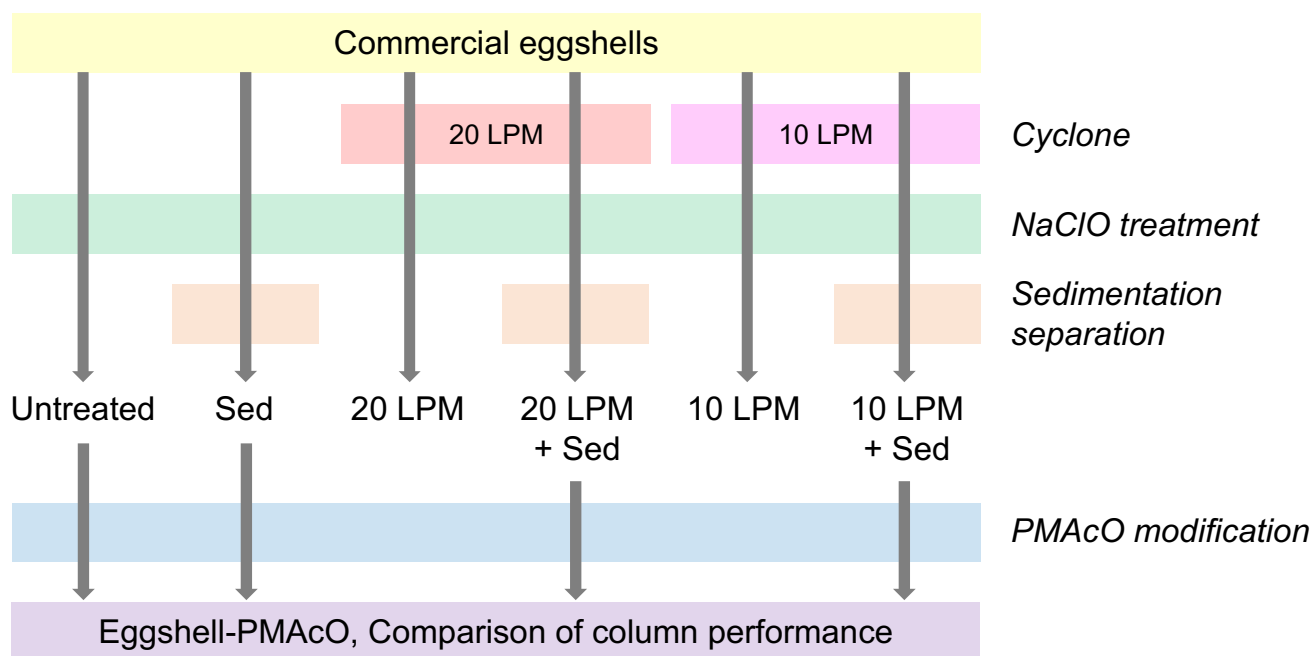 Commercial eggshells
20 LPM
10 LPM
Cyclone
NaClO treatment
Sedimentation
separation
Untreated
Sed
20 LPM
20 LPM
+ Sed
10 LPM
10 LPM
+ Sed
PMAcO modification
Eggshell-PMAcO, Comparison of column performance